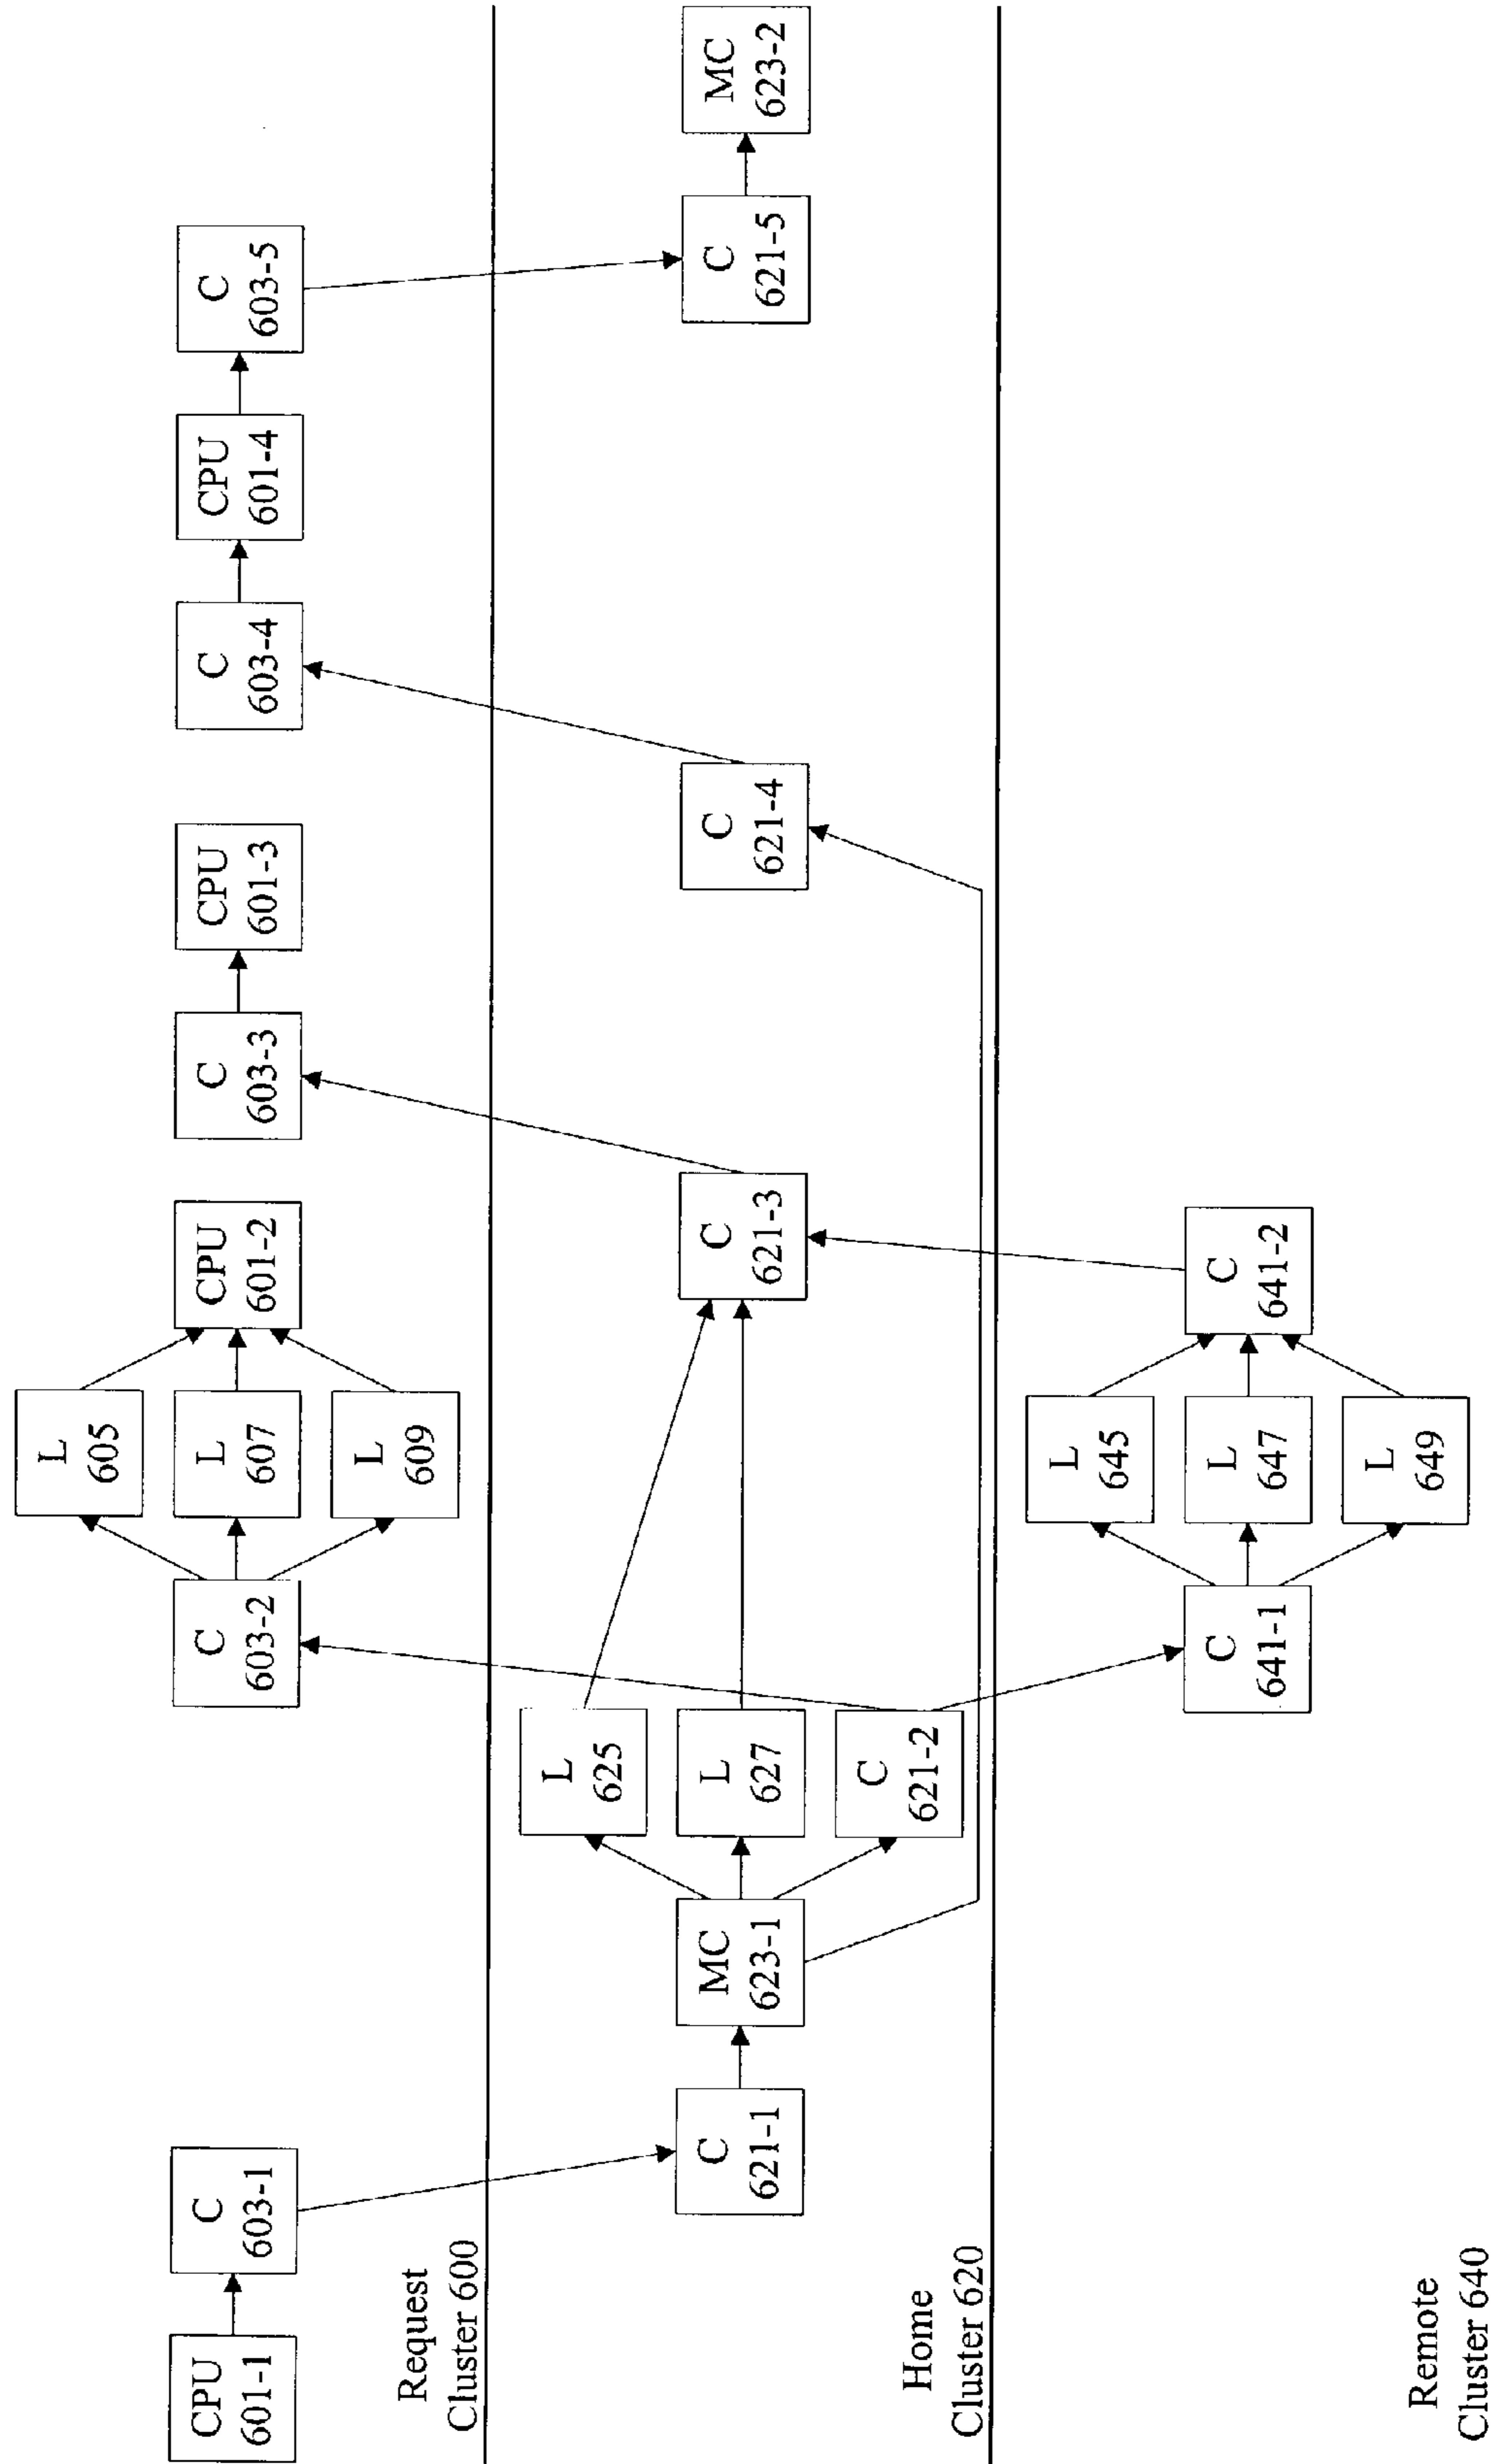 CPU
601-1
C
603-1
C
603-2
L
605
L
607
L
609
CPU
601-2
C
603-3
CPU
601-3
C
603-4
CPU
601-4
C
603-5
Request
Cluster 600
C
621-1
MC
623-1
L
625
L
627
C
621-2
C
621-3
C
621-4
C
621-5
MC
623-2
Home
Cluster 620
C
641-1
L
645
L
647
L
649
C
641-2
Remote
Cluster 640